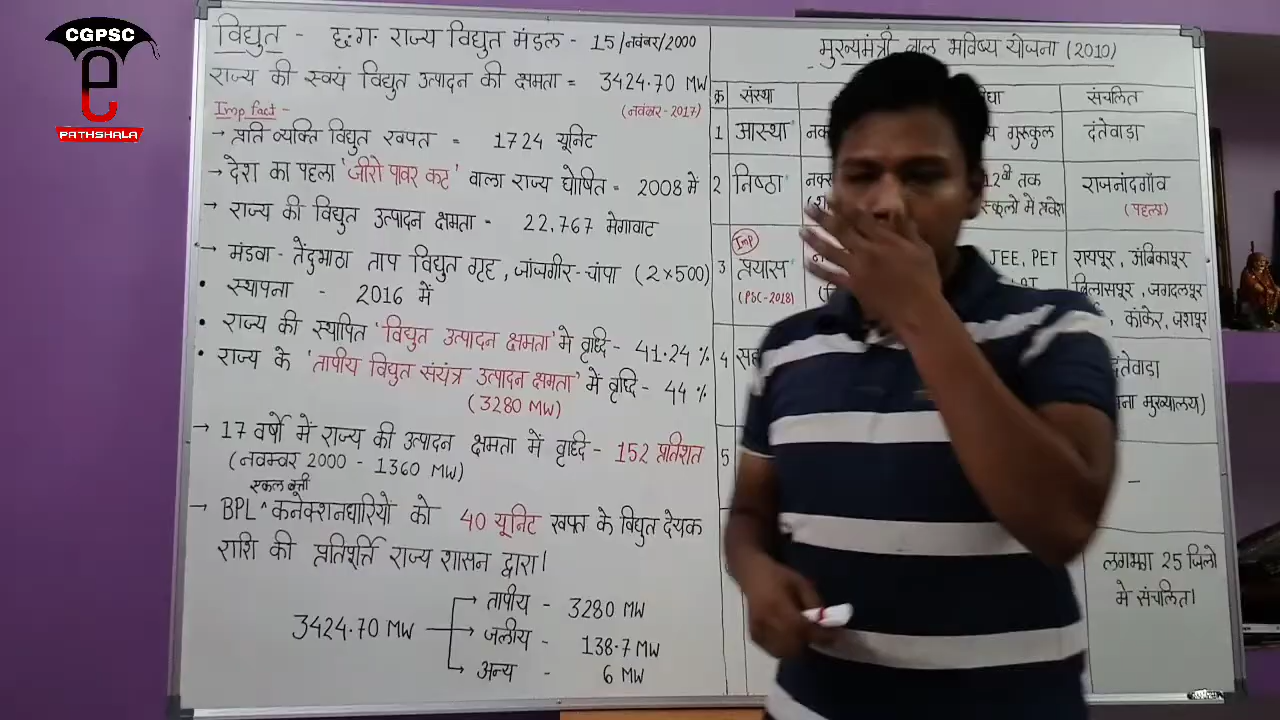 CGPSC
PATHSHALA
विद्युत - छ.ग. राज्य विद्युत मंडल - 15/नवंबर/2000
राज्य की स्वयं विद्युत उत्पादन की क्षमता = 3424.70 MW
(नवंबर-2017)
Imp fact -
→ प्रति व्यक्ति विद्युत खपत = 1724 यूनिट
→ देश का पहला 'जीरो पावर कट' वाला राज्य घोषित = 2008 में
→ राज्य की विद्युत उत्पादन क्षमता - 22,767 मेगावाट
→ मंडवा - तेंदुभाठा ताप विद्युत गृह, जांजगीर-चांपा (2×500)
• स्थापना - 2016 में
• राज्य की स्थापित 'विद्युत उत्पादन क्षमता' में वृध्दि - 41.24 %
• राज्य के 'तापीय विद्युत संयंत्र उत्पादन क्षमता' में वृध्दि - 44 %
(3280 MW)
→ 17 वर्षो में राज्य की उत्पादन क्षमता में वृध्दि - 152 प्रतिशत
(नवम्बर 2000 - 1360 MW)
एकल बत्ती
→ BPL ^ कनेक्शनधारियों को 40 यूनिट खपत के विद्युत देयक
राशि की प्रतिपूर्ति राज्य शासन द्वारा।
3424.70 MW
→ तापीय - 3280 MW
→ जलीय - 138.7 MW
→ अन्य - 6 MW
मुख्यमंत्री बाल भविष्य योजना (2010)
क्र संस्था संचलित
1 आस्था गुरूकुल दंतेवाड़ा
2 निष्ठा 12वी तक राजनांदगाँव
स्कूलो मे प्रवेश (पहला)
Imp
3 प्रयास JEE, PET रायपुर, अंबिकापुर
(PSC-2018) बिलासपुर, जगदलपुर
कांकेर, जशपुर
4 दंतेवाड़ा
मुख्यालय)
5 -
लगभग 25 जिलो
मे संचलित।